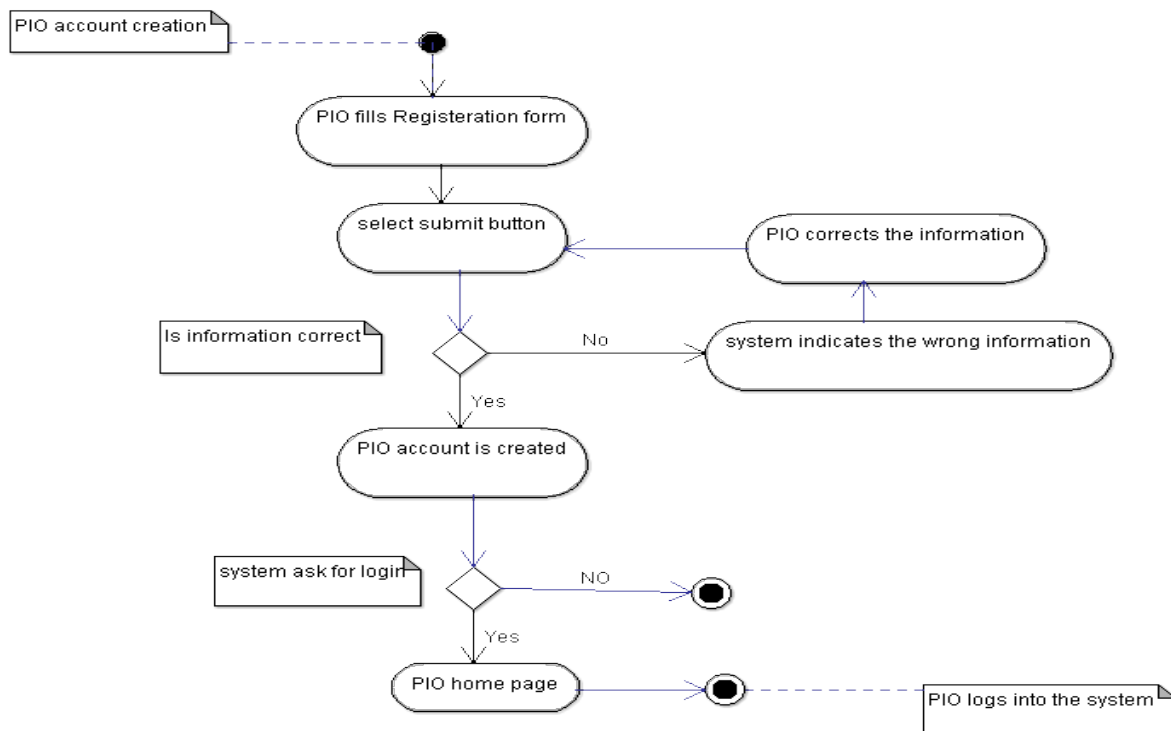 PIO account creation
PIO fills Registeration form
select submit button
PIO corrects the information
Is information correct
No
system indicates the wrong information
Yes
PIO account is created
system ask for login
NO
Yes
PIO home page
PIO logs into the system